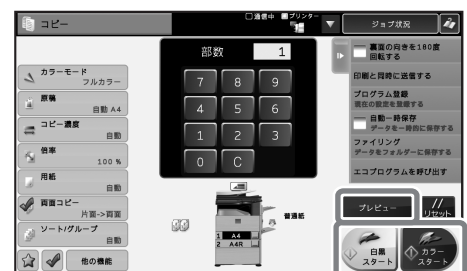 コピー
通信中
プリンター
ジョブ状況
カラーモード
フルカラー
原稿
自動 A4
コピー濃度
自動
倍率
100 %
用紙
自動
両面コピー
片面->両面
ソート/グループ
自動
他の機能
部数
1
7 8 9
4 5 6
1 2 3
0 C
普通紙
1 A4
2 A4R
裏面の向きを180度
回転する
印刷と同時に送信する
プログラム登録
現在の設定を登録する
自動一時保存
データを一時的に保存する
ファイリング
データをフォルダーに保存する
エコプログラムを呼び出す
プレビュー
リセット
白黒
スタート
カラー
スタート